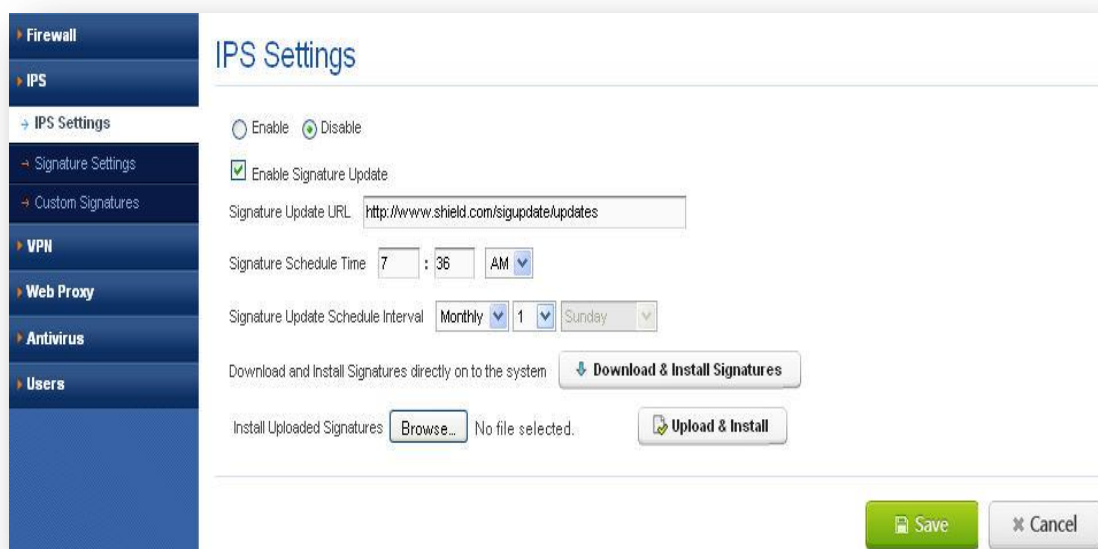 Firewall
IPS
IPS Settings
Signature Settings
Custom Signatures
VPN
Web Proxy
Antivirus
Users
IPS Settings
Enable Disable
Enable Signature Update
Signature Update URL http://www.shield.com/sigupdate/updates
Signature Schedule Time 7 : 36 AM
Signature Update Schedule Interval Monthly 1 Sunday
Download and Install Signatures directly on to the system Download & Install Signatures
Install Uploaded Signatures Browse... No file selected. Upload & Install
Save Cancel